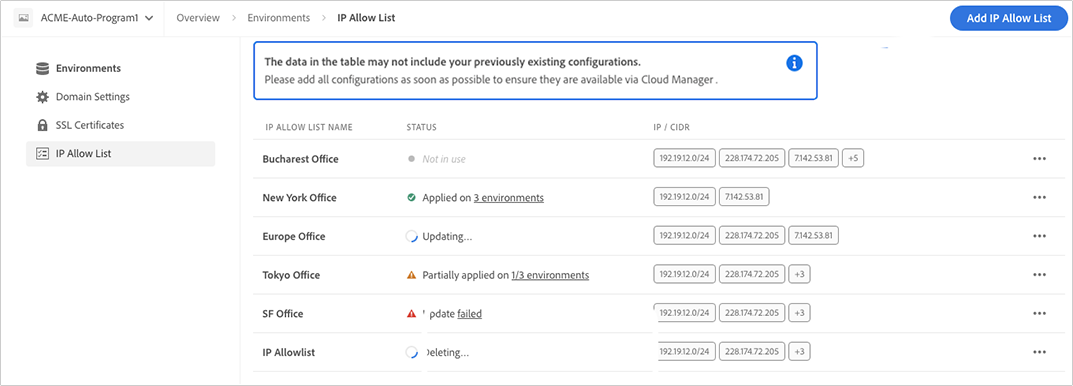 ACME-Auto-Program1 Overview Environments IP Allow List Add IP Allow List
Environments
Domain Settings
SSL Certificates
IP Allow List
The data in the table may not include your previously existing configurations.
Please add all configurations as soon as possible to ensure they are available via Cloud Manager .
IP ALLOW LIST NAME STATUS IP / CIDR
Bucharest Office Not in use 192.19.12.0/24 228.174.72.205 7.142.53.81 +5
New York Office Applied on 3 environments 192.19.12.0/24 7.142.53.81
Europe Office Updating... 192.19.12.0/24 228.174.72.205 7.142.53.81
Tokyo Office Partially applied on 1/3 environments 192.19.12.0/24 228.174.72.205 +3
SF Office failed 192.19.12.0/24 228.174.72.205 +3
IP Allowlist 192.19.12.0/24 228.174.72.205 +3